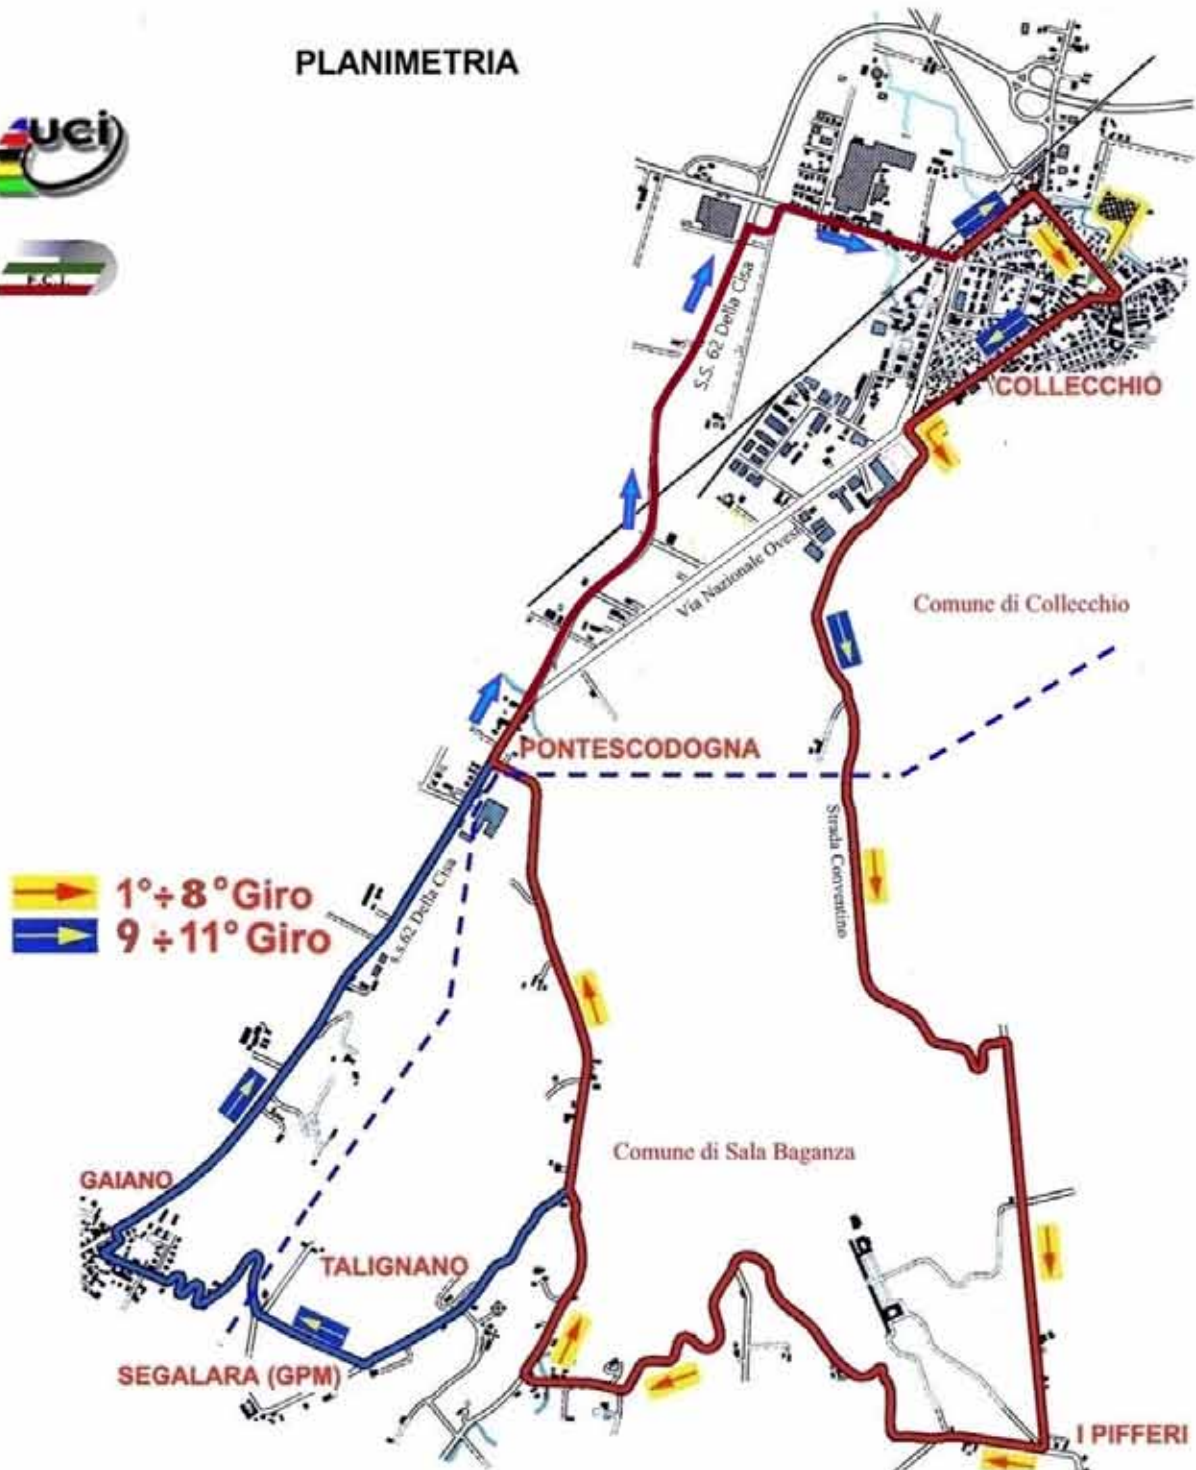 PLANIMETRIA
uci
F.C.I.
S.S. 62 Della Cisa
COLLECCHIO
Via Nazionale Ovest
Comune di Collecchio
PONTESCODOGNA
Strada Conventino
s.s.62 Della Cisa
1°÷8°Giro
9÷11°Giro
Comune di Sala Baganza
GAIANO
TALIGNANO
SEGALARA (GPM)
I PIFFERI